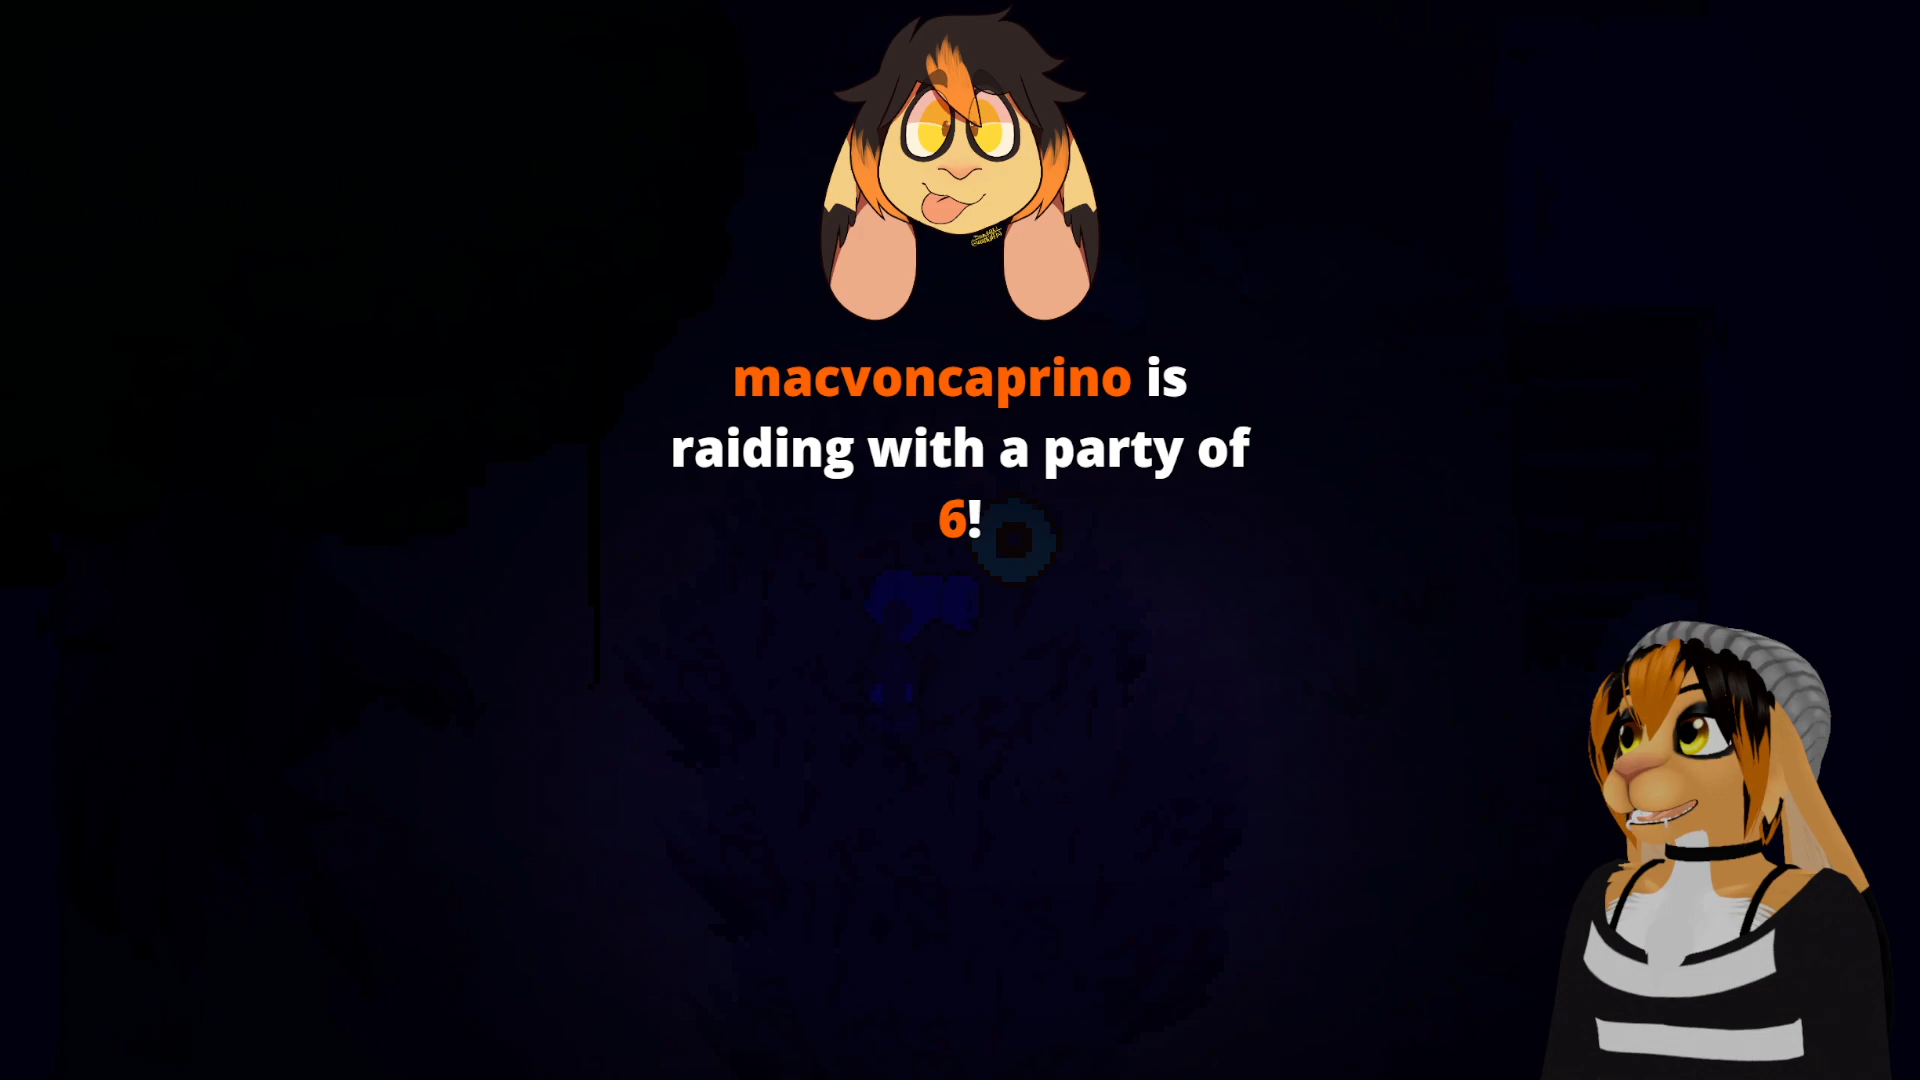 macvoncaprino is
raiding with a party of
6!